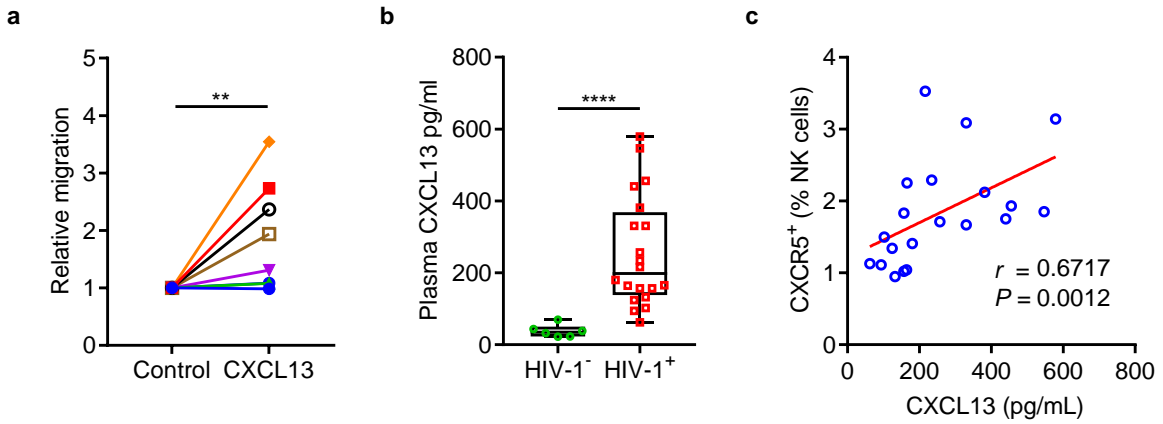 a
5
4
3
2
1
0
Relative migration
**
Control CXCL13
b
800
600
400
200
0
Plasma CXCL13 pg/ml
****
HIV-1⁻ HIV-1⁺
c
4
3
2
1
0
CXCR5⁺ (% NK cells)
r = 0.6717
P = 0.0012
0 200 400 600 800
CXCL13 (pg/mL)